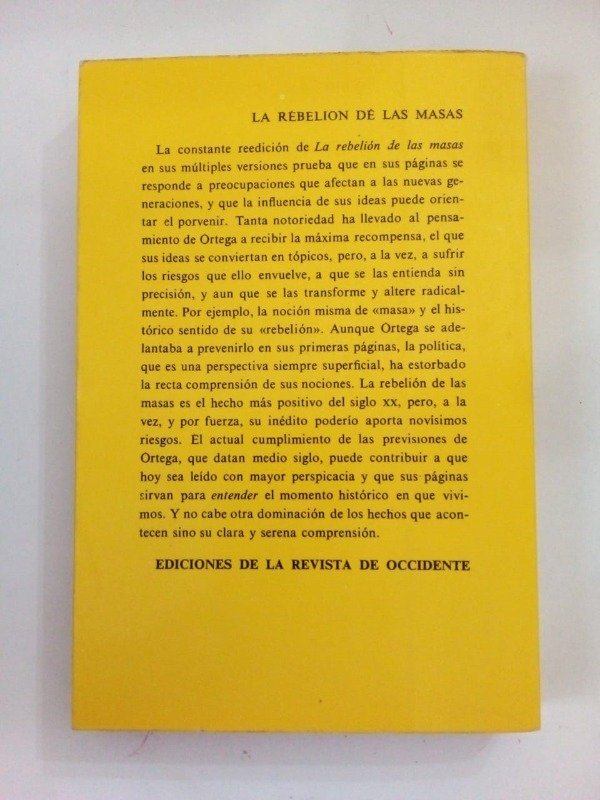 LA REBELION DE LAS MASAS
La constante reedición de La rebelión de las masas
en sus múltiples versiones prueba que en sus páginas se
responde a preocupaciones que afectan a las nuevas ge-
neraciones, y que la influencia de sus ideas puede orien-
tar el porvenir. Tanta notoriedad ha llevado al pensa-
miento de Ortega a recibir la máxima recompensa, el que
sus ideas se conviertan en tópicos, pero, a la vez, a sufrir
los riesgos que ello envuelve, a que se las entienda sin
precisión, y aun que se las transforme y altere radical-
mente. Por ejemplo, la noción misma de «masa» y el his-
tórico sentido de su «rebelión». Aunque Ortega se ade-
lantaba a prevenirlo en sus primeras páginas, la política,
que es una perspectiva siempre superficial, ha estorbado
la recta comprensión de sus nociones. La rebelión de las
masas es el hecho más positivo del siglo XX, pero, a la
vez, y por fuerza, su inédito poderío aporta novísimos
riesgos. El actual cumplimiento de las previsiones de
Ortega, que datan medio siglo, puede contribuir a que
hoy sea leído con mayor perspicacia y que sus páginas
sirvan para entender el momento histórico en que vivi-
mos. Y no cabe otra dominación de los hechos que acon-
tecen sino su clara y serena comprensión.
EDICIONES DE LA REVISTA DE OCCIDENTE